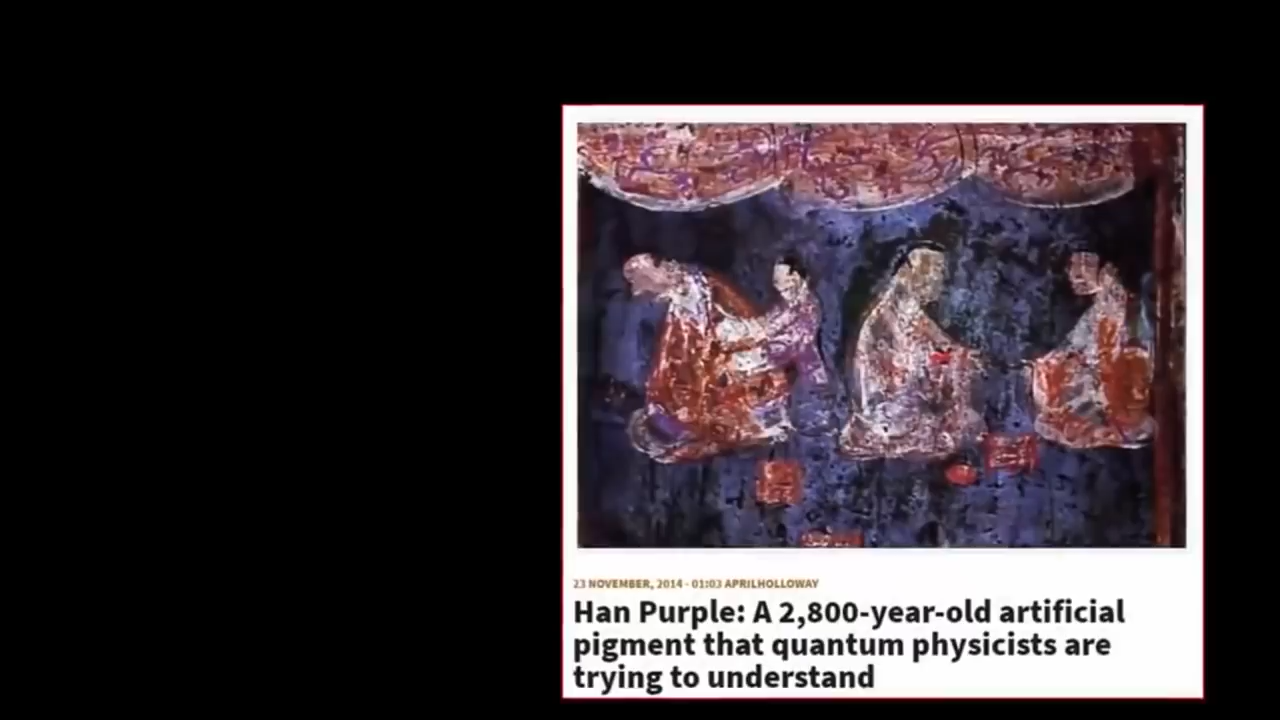 23 NOVEMBER, 2014 - 01:03 APRILHOLLOWAY
Han Purple: A 2,800-year-old artificial
pigment that quantum physicists are
trying to understand